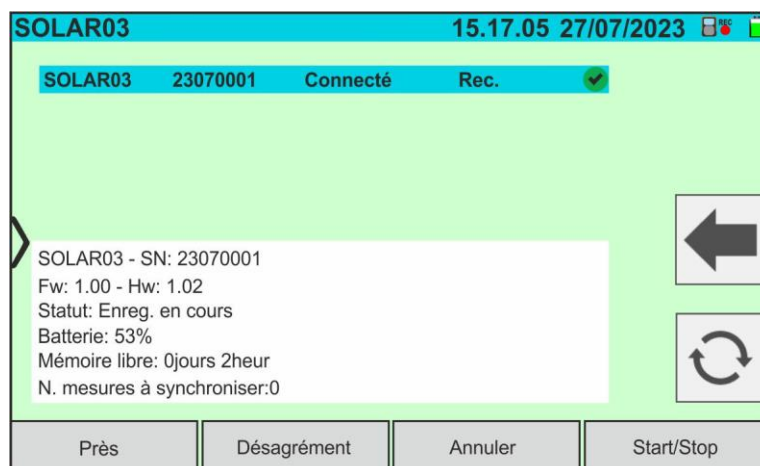 SOLAR03 15.17.05 27/07/2023 REC
SOLAR03 23070001 Connecté Rec.
SOLAR03 - SN: 23070001
Fw: 1.00 - Hw: 1.02
Statut: Enreg. en cours
Batterie: 53%
Mémoire libre: 0jours 2heur
N. mesures à synchroniser:0
Près Désagrément Annuler Start/Stop